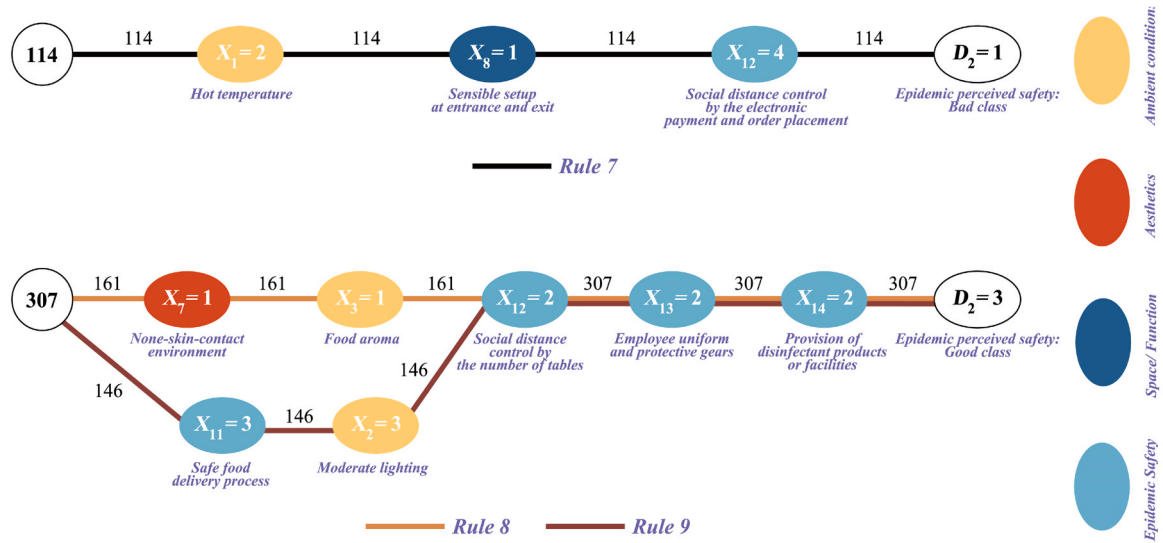 114
114
X1 = 2
Hot temperature
114
X8 = 1
Sensible setup
at entrance and exit
114
X12 = 4
Social distance control
by the electronic
payment and order placement
114
D2 = 1
Epidemic perceived safety:
Bad class
Rule 7
307
161
X7 = 1
None-skin-contact
environment
161
X3 = 1
Food aroma
161
X12 = 2
Social distance
control by
the number of tables
307
X13 = 2
Employee uniform
and protective gears
307
X14 = 2
Provision of
disinfectant products
or facilities
307
D2 = 3
Epidemic perceived safety:
Good class
146
X11 = 3
Safe food
delivery process
146
X2 = 3
Moderate lighting
146
Rule 8
Rule 9
Ambient condition
Aesthetics
Space/ Function
Epidemic Safety